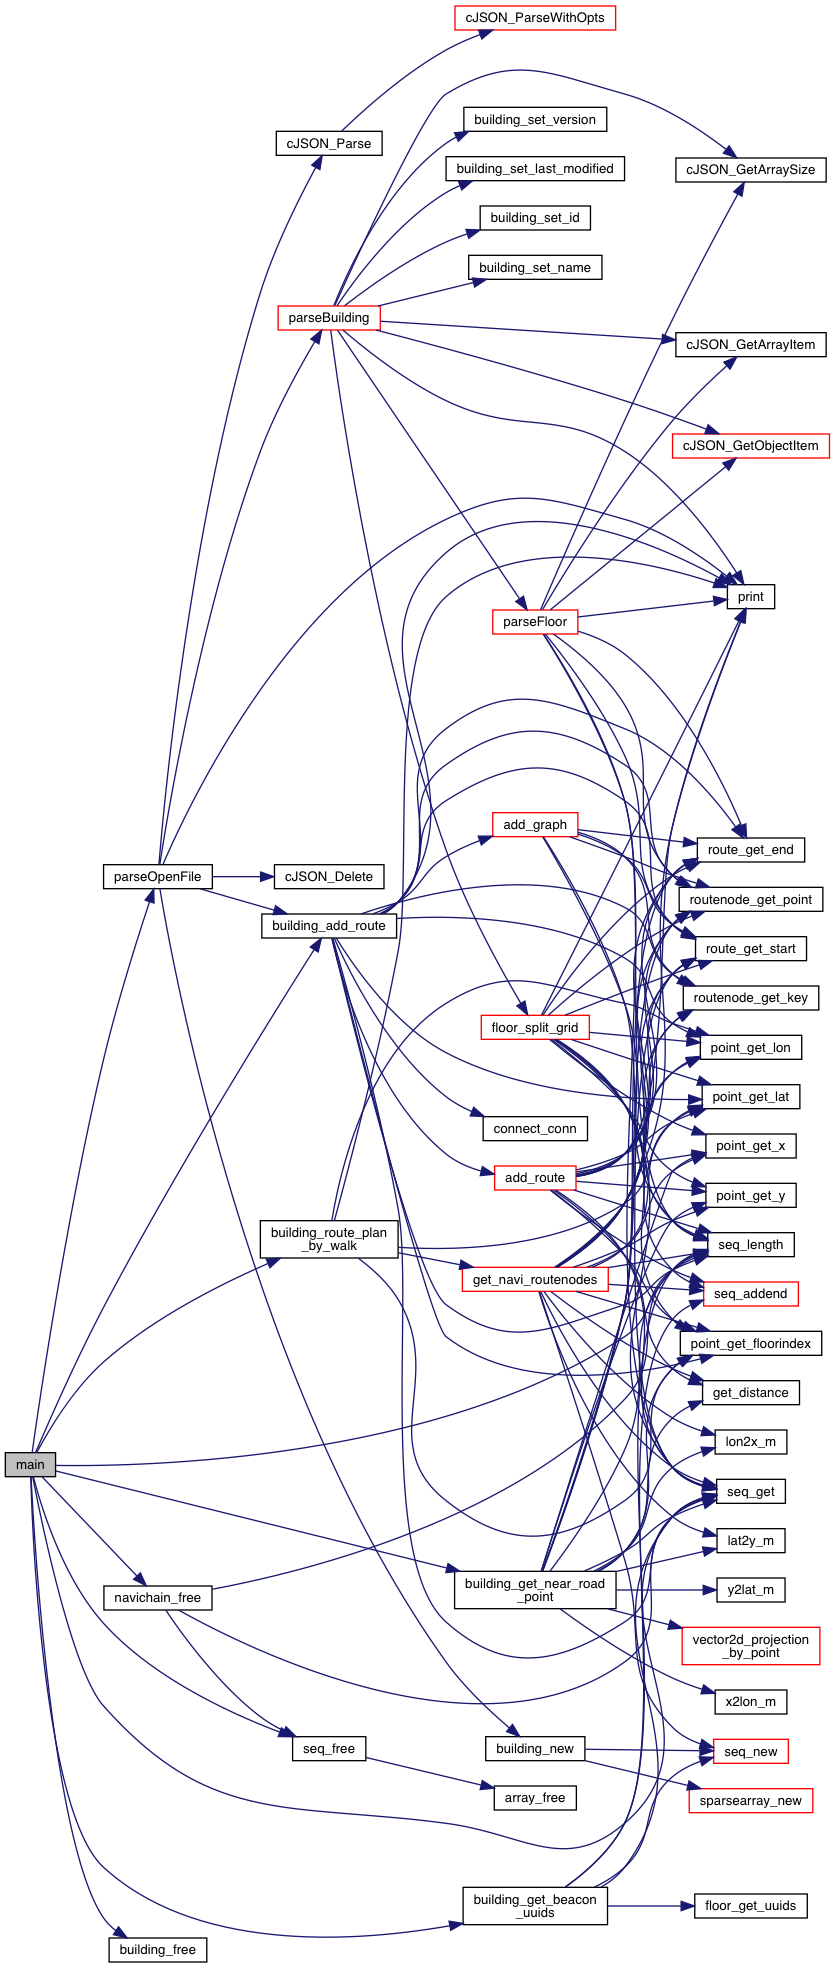 cJSON_ParseWithOpts
building_set_version
cJSON_Parse
building_set_last_modified
cJSON_GetArraySize
building_set_id
building_set_name
parseBuilding
cJSON_GetArrayItem
cJSON_GetObjectItem
print
parseFloor
add_graph
route_get_end
parseOpenFile
cJSON_Delete
routenode_get_point
building_add_route
route_get_start
routenode_get_key
floor_split_grid
point_get_lon
point_get_lat
connect_conn
point_get_x
add_route
point_get_y
building_route_plan
_by_walk
seq_length
get_navi_routenodes
seq_addend
point_get_floorindex
get_distance
lon2x_m
main
seq_get
lat2y_m
building_get_near_road
_point
y2lat_m
navichain_free
vector2d_projection
_by_point
x2lon_m
seq_free
building_new
seq_new
array_free
sparsearray_new
building_get_beacon
_uuids
floor_get_uuids
building_free